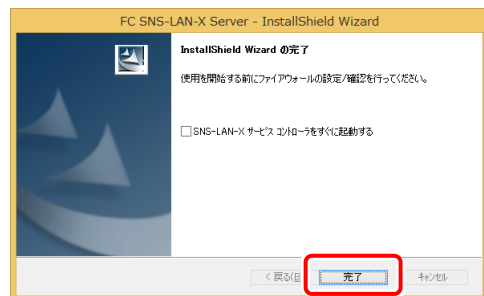 FC SNS-LAN-X Server - InstallShield Wizard
InstallShield Wizard の完了
使用を開始する前にファイアウォールの設定/確認を行ってください。
SNS-LAN-X サービス コントローラをすぐに起動する
< 戻る(B
完了
キャンセル